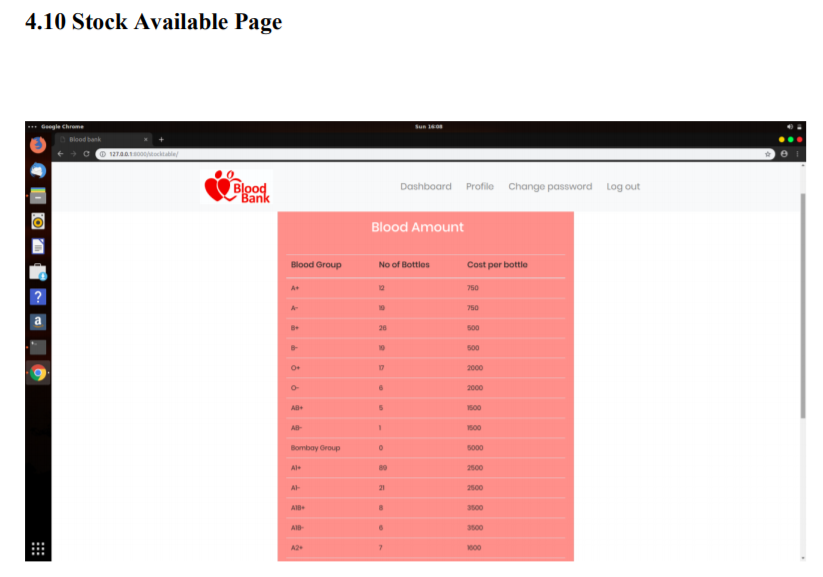 4.10 Stock Available Page
Google Chrome
Sun 16:08
Blood bank
127.0.0.1:8000/stocktable/
Blood Bank
Dashboard Profile Change password Log out
Blood Amount
Blood Group No of Bottles Cost per bottle
A+ 12 750
A- 19 750
B+ 26 500
B- 19 500
O+ 17 2000
O- 2000
AB+ 5 1500
AB- 1 1500
Bombay Group 0 5000
A1+ 89 2500
A1- 21 2500
A1B+ 3500
A1B- 3500
A2+ 7 1600